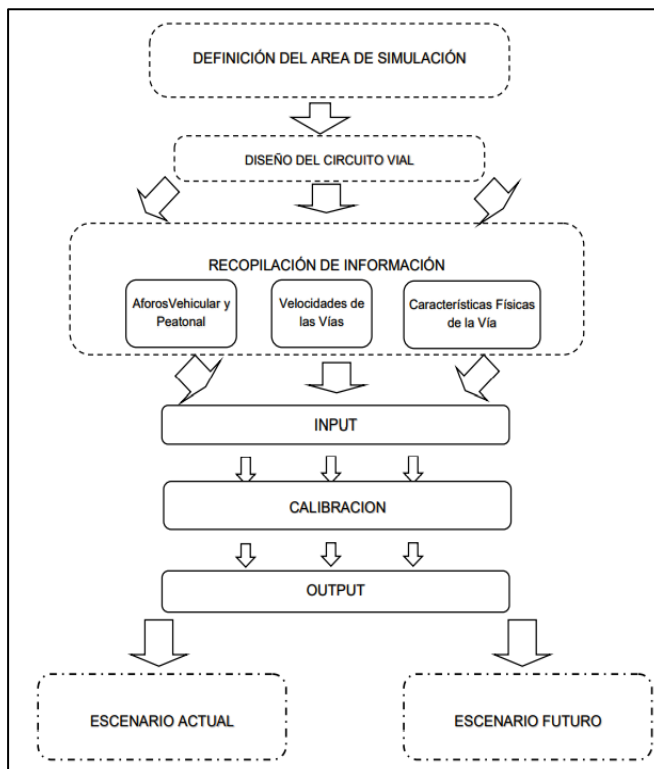 DEFINICIÓN DEL AREA DE SIMULACIÓN
DISEÑO DEL CIRCUITO VIAL
RECOPILACIÓN DE INFORMACIÓN
AforosVehicular y
Peatonal
Velocidades de
las Vías
Características Físicas
de la Vía
INPUT
CALIBRACION
OUTPUT
ESCENARIO ACTUAL
ESCENARIO FUTURO